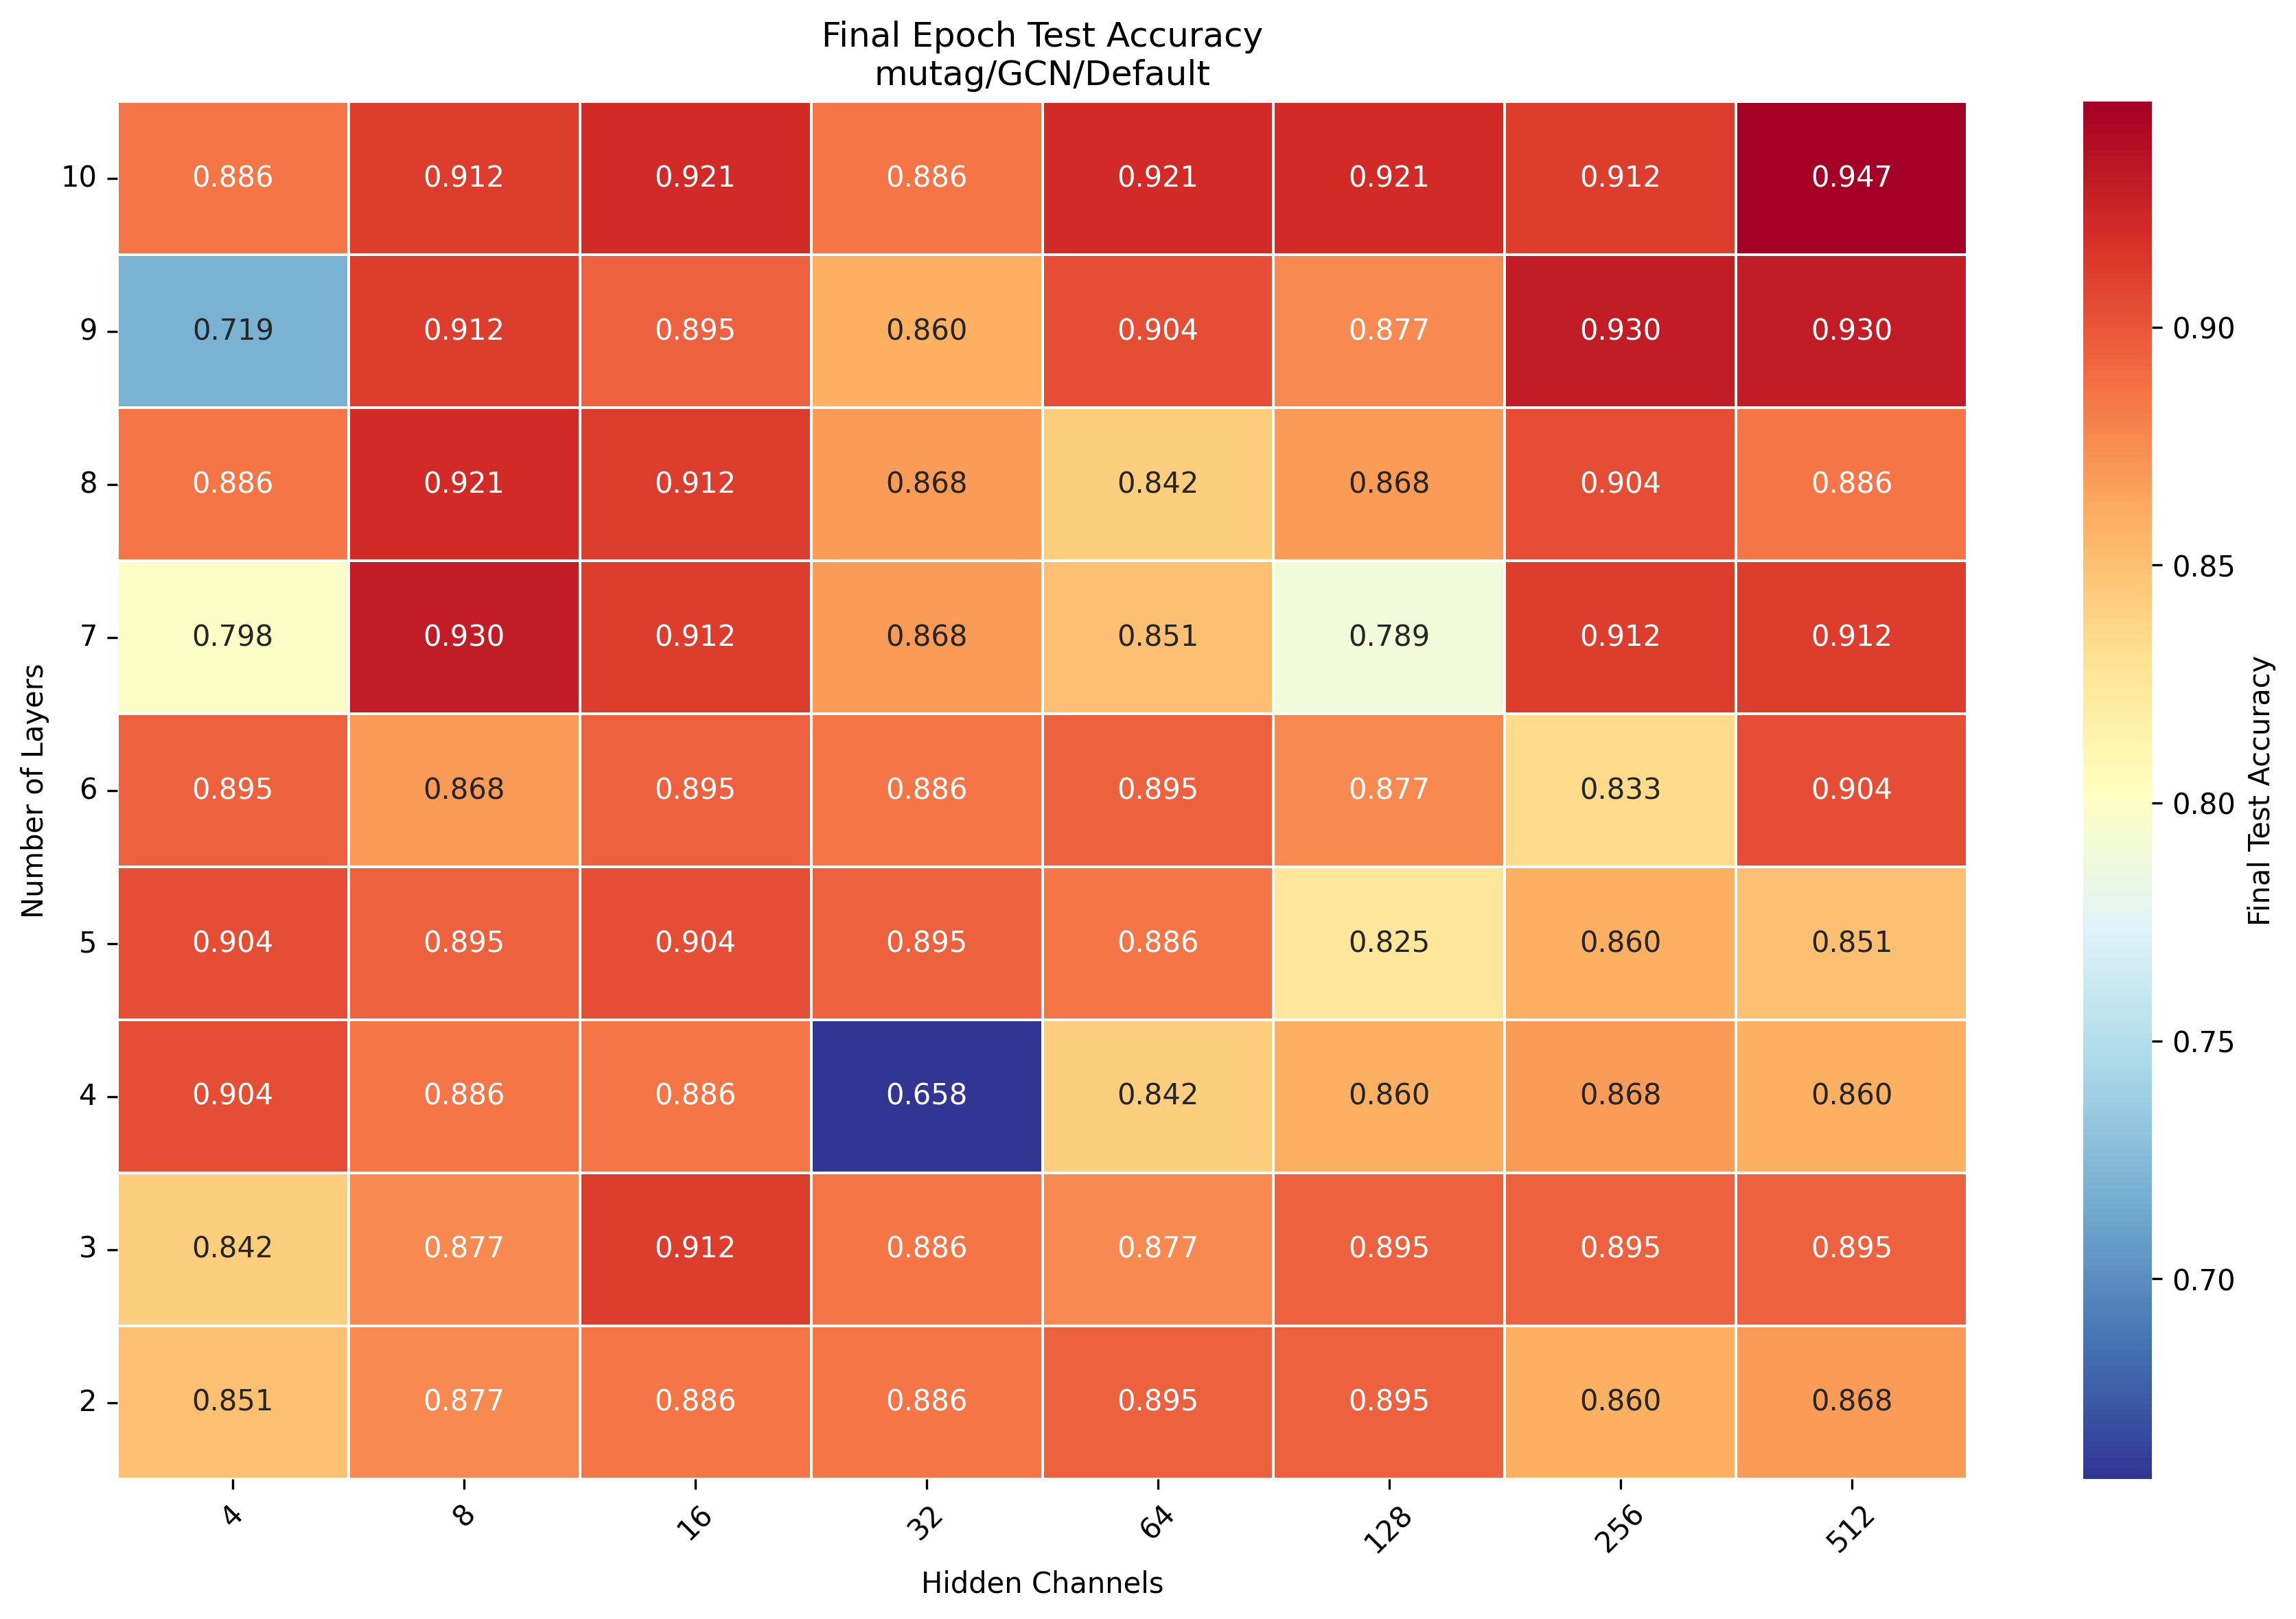 Final Epoch Test Accuracy
mutag/GCN/Default
10 0.886 0.912 0.921 0.886 0.921 0.921 0.912 0.947
9 0.719 0.912 0.895 0.860 0.904 0.877 0.930 0.930
8 0.886 0.921 0.912 0.868 0.842 0.868 0.904 0.886
7 0.798 0.930 0.912 0.868 0.851 0.789 0.912 0.912
6 0.895 0.868 0.895 0.886 0.895 0.877 0.833 0.904
5 0.904 0.895 0.904 0.895 0.886 0.825 0.860 0.851
4 0.904 0.886 0.886 0.658 0.842 0.860 0.868 0.860
3 0.842 0.877 0.912 0.886 0.877 0.895 0.895 0.895
2 0.851 0.877 0.886 0.886 0.895 0.895 0.860 0.868
4 8 16 32 64 128 256 512
Hidden Channels
Number of Layers
0.90
0.85
0.80
0.75
0.70
Final Test Accuracy